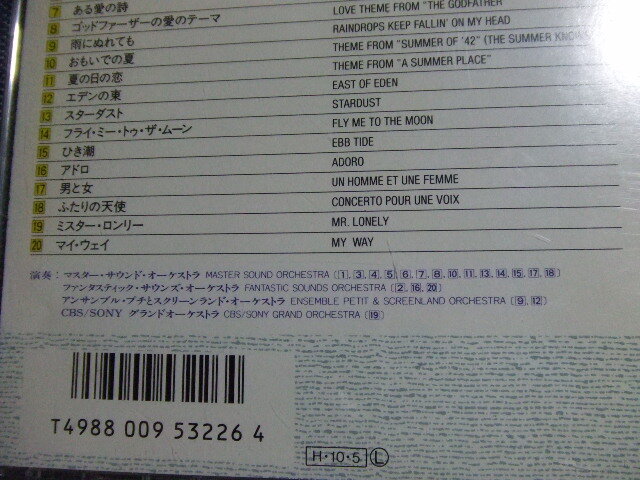 7 ある愛の詩
8 ゴッドファーザーの愛のテーマ LOVE THEME FROM "THE GODFATHER"
9 雨にぬれても RAINDROPS KEEP FALLIN' ON MY HEAD
10 おもいでの夏 THEME FROM "SUMMER OF '42" (THE SUMMER KNOWS
11 夏の日の恋 THEME FROM "A SUMMER PLACE"
12 エデンの東 EAST OF EDEN
13 スターダスト STARDUST
14 フライ・ミー・トゥ・ザ・ムーン FLY ME TO THE MOON
15 ひき潮 EBB TIDE
16 アドロ ADORO
17 男と女 UN HOMME ET UNE FEMME
18 ふたりの天使 CONCERTO POUR UNE VOIX
19 ミスター・ロンリー MR. LONELY
20 マイ・ウェイ MY WAY
演奏：マスター・サウンド・オーケストラ MASTER SOUND ORCHESTRA (1, 3, 4, 5, 6, 7, 8, 10, 11, 13, 14, 15, 17, 18)
ファンタスティック・サウンズ・オーケストラ FANTASTIC SOUNDS ORCHESTRA (2, 16, 20)
アンサンブル・プチとスクリーンランド・オーケストラ ENSEMBLE PETIT & SCREENLAND ORCHESTRA (9, 12)
CBS/SONY グランドオーケストラ CBS/SONY GRAND ORCHESTRA (19)
T4988 009 53226 4
H・10・5 L